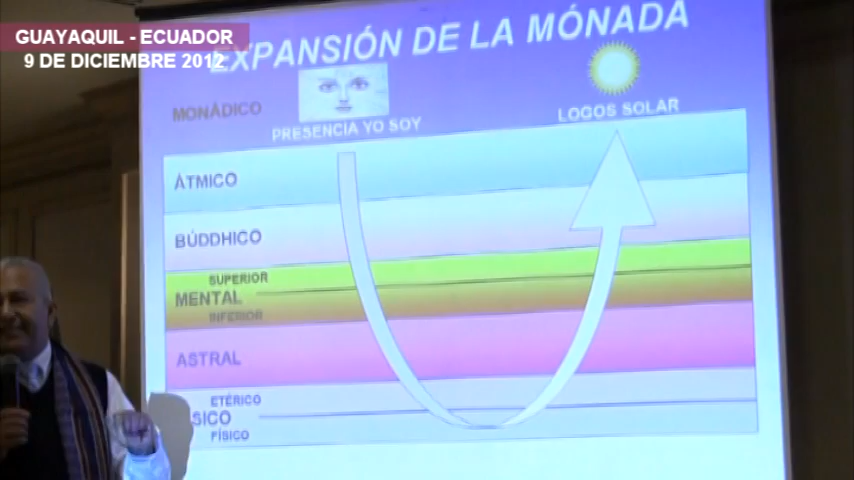 GUAYAQUIL - ECUADOR
9 DE DICIEMBRE 2012
EXPANSIÓN DE LA MÓNADA
MONÁDICO
PRESENCIA YO SOY
LOGOS SOLAR
ÁTMICO
BÚDDHICO
SUPERIOR
MENTAL
INFERIOR
ASTRAL
ETÉRICO
SICO
FÍSICO